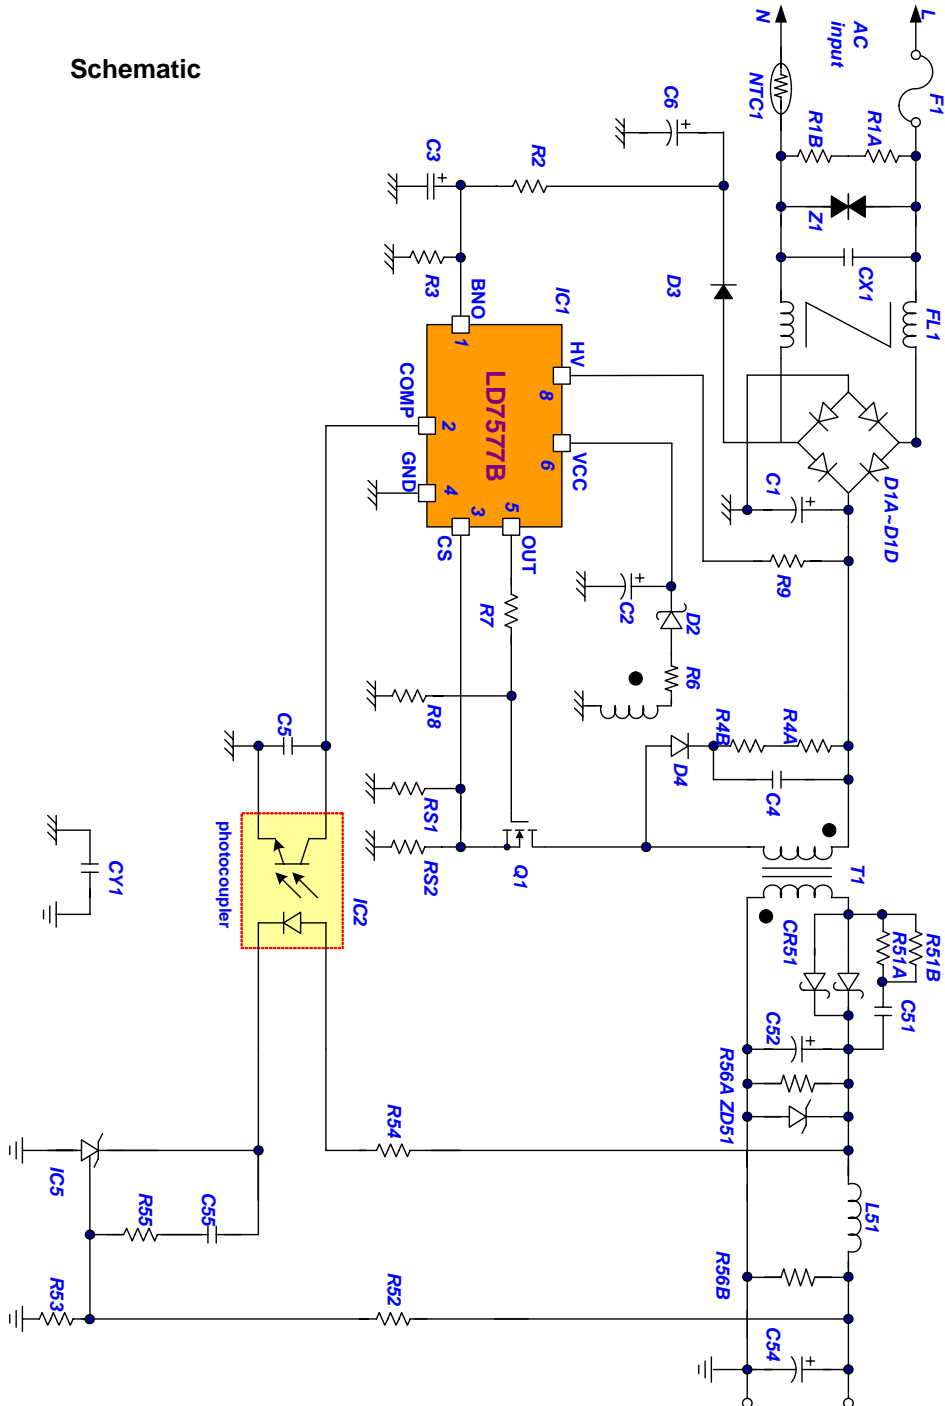 Schematic
N
L
AC
input
F1
NTC1
R1B
R1A
Z1
CX1
FL1
C6
C3
+
+
R2
R3
D3
BNO
IC1
HV
1
8
LD7577B
COMP
2
GND
4
VCC
6
3
CS
5
OUT
C1
+
D1A~D1D
R9
C2
+
D2
R6
R7
R8
R4B
R4A
D4
C4
C5
RS1
RS2
Q1
T1
photocoupler
IC2
CY1
CR51
R51A
R51B
C51
C52
+
R56A
ZD51
R54
IC5
R55
C55
L51
R56B
R53
R52
C54
+